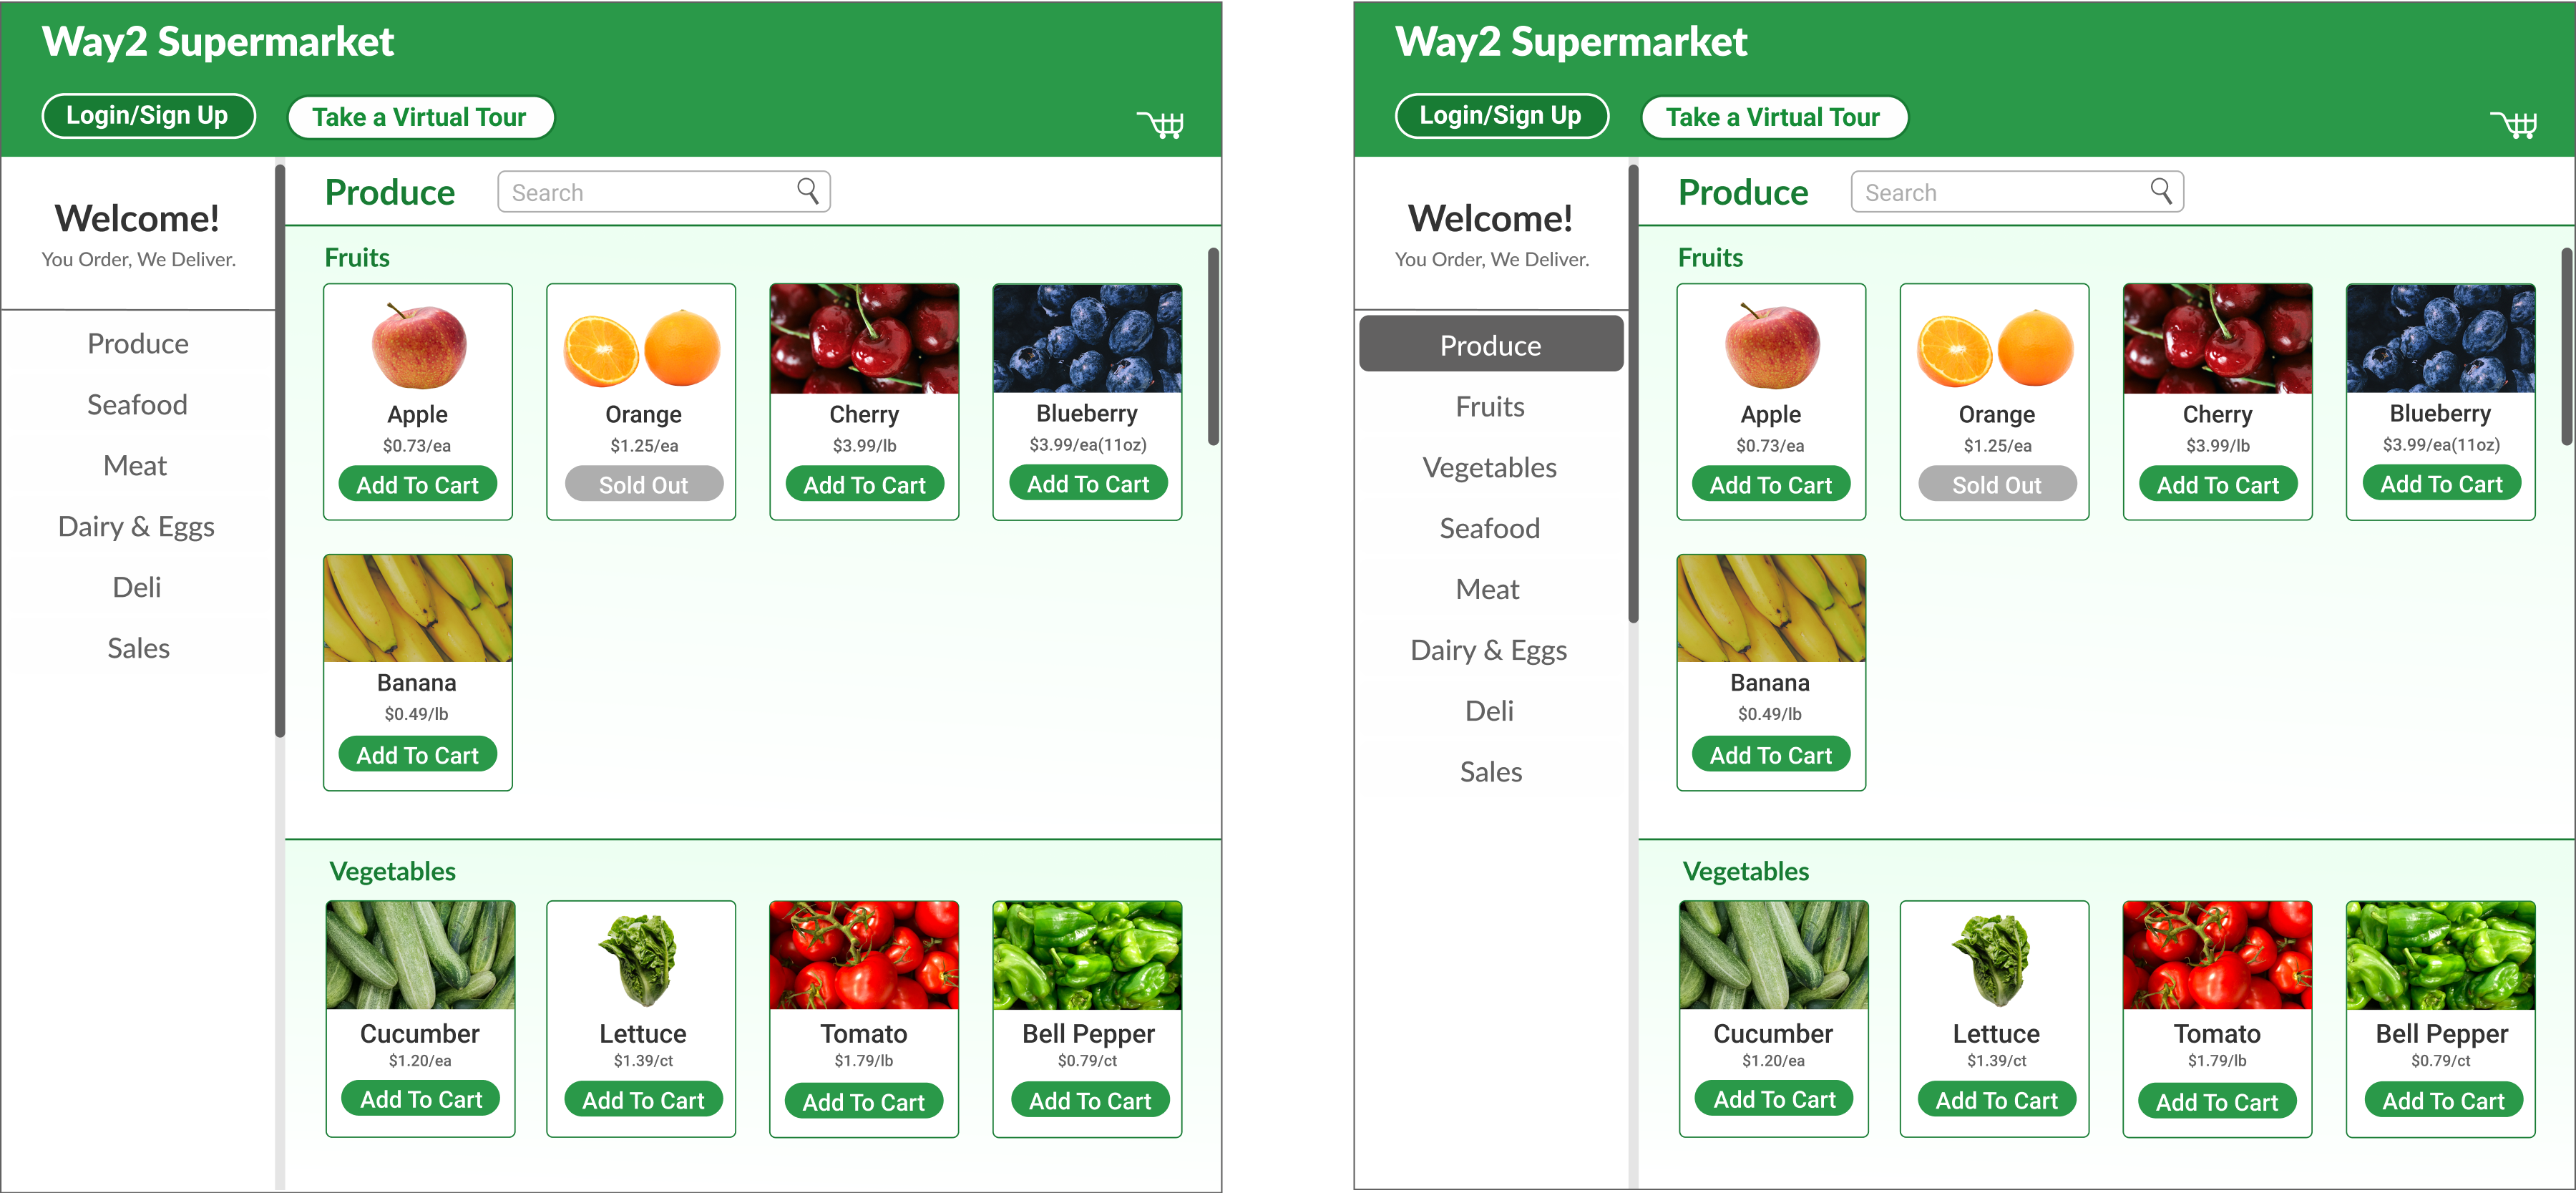 Way2 Supermarket
Login/Sign Up
Take a Virtual Tour
Welcome!
You Order, We Deliver.
Produce
Seafood
Meat
Dairy & Eggs
Deli
Sales
Produce
Search
Fruits
Apple
$0.73/ea
Add To Cart
Orange
$1.25/ea
Sold Out
Cherry
$3.99/lb
Add To Cart
Blueberry
$3.99/ea(11oz)
Add To Cart
Banana
$0.49/lb
Add To Cart
Vegetables
Cucumber
$1.20/ea
Add To Cart
Lettuce
$1.39/ct
Add To Cart
Tomato
$1.79/lb
Add To Cart
Bell Pepper
$0.79/ct
Add To Cart
Way2 Supermarket
Login/Sign Up
Take a Virtual Tour
Welcome!
You Order, We Deliver.
Produce
Fruits
Vegetables
Seafood
Meat
Dairy & Eggs
Deli
Sales
Produce
Search
Fruits
Apple
$0.73/ea
Add To Cart
Orange
$1.25/ea
Sold Out
Cherry
$3.99/lb
Add To Cart
Blueberry
$3.99/ea(11oz)
Add To Cart
Banana
$0.49/lb
Add To Cart
Vegetables
Cucumber
$1.20/ea
Add To Cart
Lettuce
$1.39/ct
Add To Cart
Tomato
$1.79/lb
Add To Cart
Bell Pepper
$0.79/ct
Add To Cart